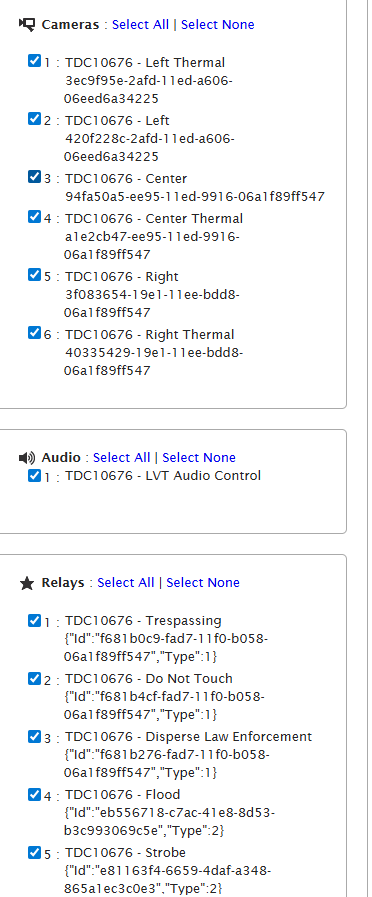 Cameras : Select All | Select None
1 : TDC10676 - Left Thermal
3ec9f95e-2afd-11ed-a606-
06eed6a34225
2 : TDC10676 - Left
420f228c-2afd-11ed-a606-
06eed6a34225
3 : TDC10676 - Center
94fa50a5-ee95-11ed-9916-06a1f89ff547
4 : TDC10676 - Center Thermal
a1e2cb47-ee95-11ed-9916-
06a1f89ff547
5 : TDC10676 - Right
3f083654-19e1-11ee-bdd8-
06a1f89ff547
6 : TDC10676 - Right Thermal
40335429-19e1-11ee-bdd8-
06a1f89ff547
Audio : Select All | Select None
1 : TDC10676 - LVT Audio Control
Relays : Select All | Select None
1 : TDC10676 - Trespassing
{"Id":"f681b0c9-fad7-11f0-b058-
06a1f89ff547","Type":1}
2 : TDC10676 - Do Not Touch
{"Id":"f681b4cf-fad7-11f0-b058-
06a1f89ff547","Type":1}
3 : TDC10676 - Disperse Law Enforcement
{"Id":"f681b276-fad7-11f0-b058-
06a1f89ff547","Type":1}
4 : TDC10676 - Flood
{"Id":"eb556718-c7ac-41e8-8d53-
b3c993069c5e","Type":2}
5 : TDC10676 - Strobe
{"Id":"e81163f4-6659-4daf-a348-
865a1ec3c0e3","Type":2}